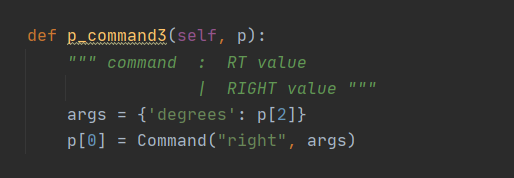 def p_command3(self, p):
    """ command  :  RT value
                 |  RIGHT value """
    args = {'degrees': p[2]}
    p[0] = Command("right", args)